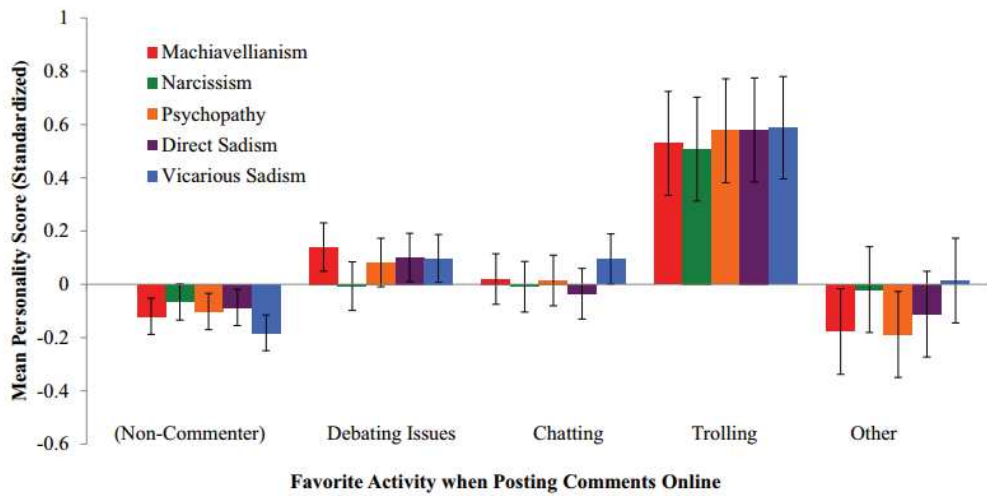 1
0.8
0.6
0.4
0.2
0
-0.2
-0.4
-0.6
Mean Personality Score (Standardized)
Machiavellianism
Narcissism
Psychopathy
Direct Sadism
Vicarious Sadism
(Non-Commenter) Debating Issues Chatting Trolling Other
Favorite Activity when Posting Comments Online